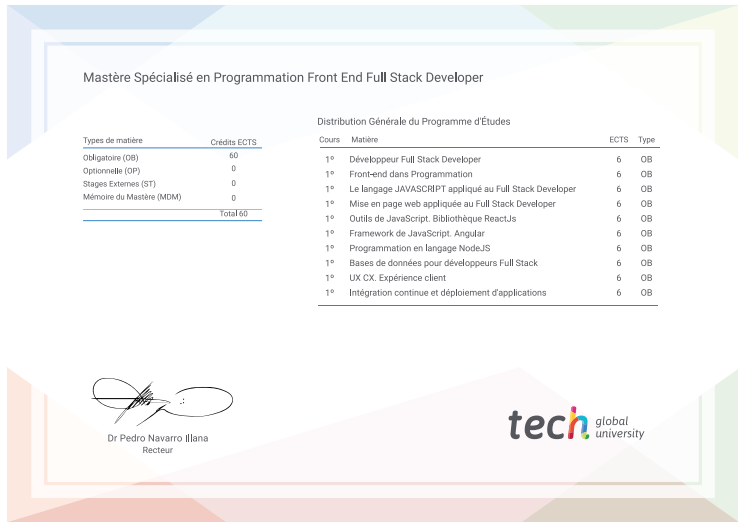 Mastère Spécialisé en Programmation Front End Full Stack Developer
Types de matière Crédits ECTS
Obligatoire (OB) 60
Optionnelle (OP) 0
Stages Externes (ST) 0
Mémoire du Mastère (MDM) 0
Total 60
Distribution Générale du Programme d'Études
Cours Matière ECTS Type
1º Développeur Full Stack Developer 6 OB
1º Front-end dans Programmation 6 OB
1º Le langage JAVASCRIPT appliqué au Full Stack Developer 6 OB
1º Mise en page web appliquée au Full Stack Developer 6 OB
1º Outils de JavaScript. Bibliothèque ReactJs 6 OB
1º Framework de JavaScript. Angular 6 OB
1º Programmation en langage NodeJS 6 OB
1º Bases de données pour développeurs Full Stack 6 OB
1º UX CX. Expérience client 6 OB
1º Intégration continue et déploiement d'applications 6 OB
Dr Pedro Navarro Illana
Recteur
tech global
university